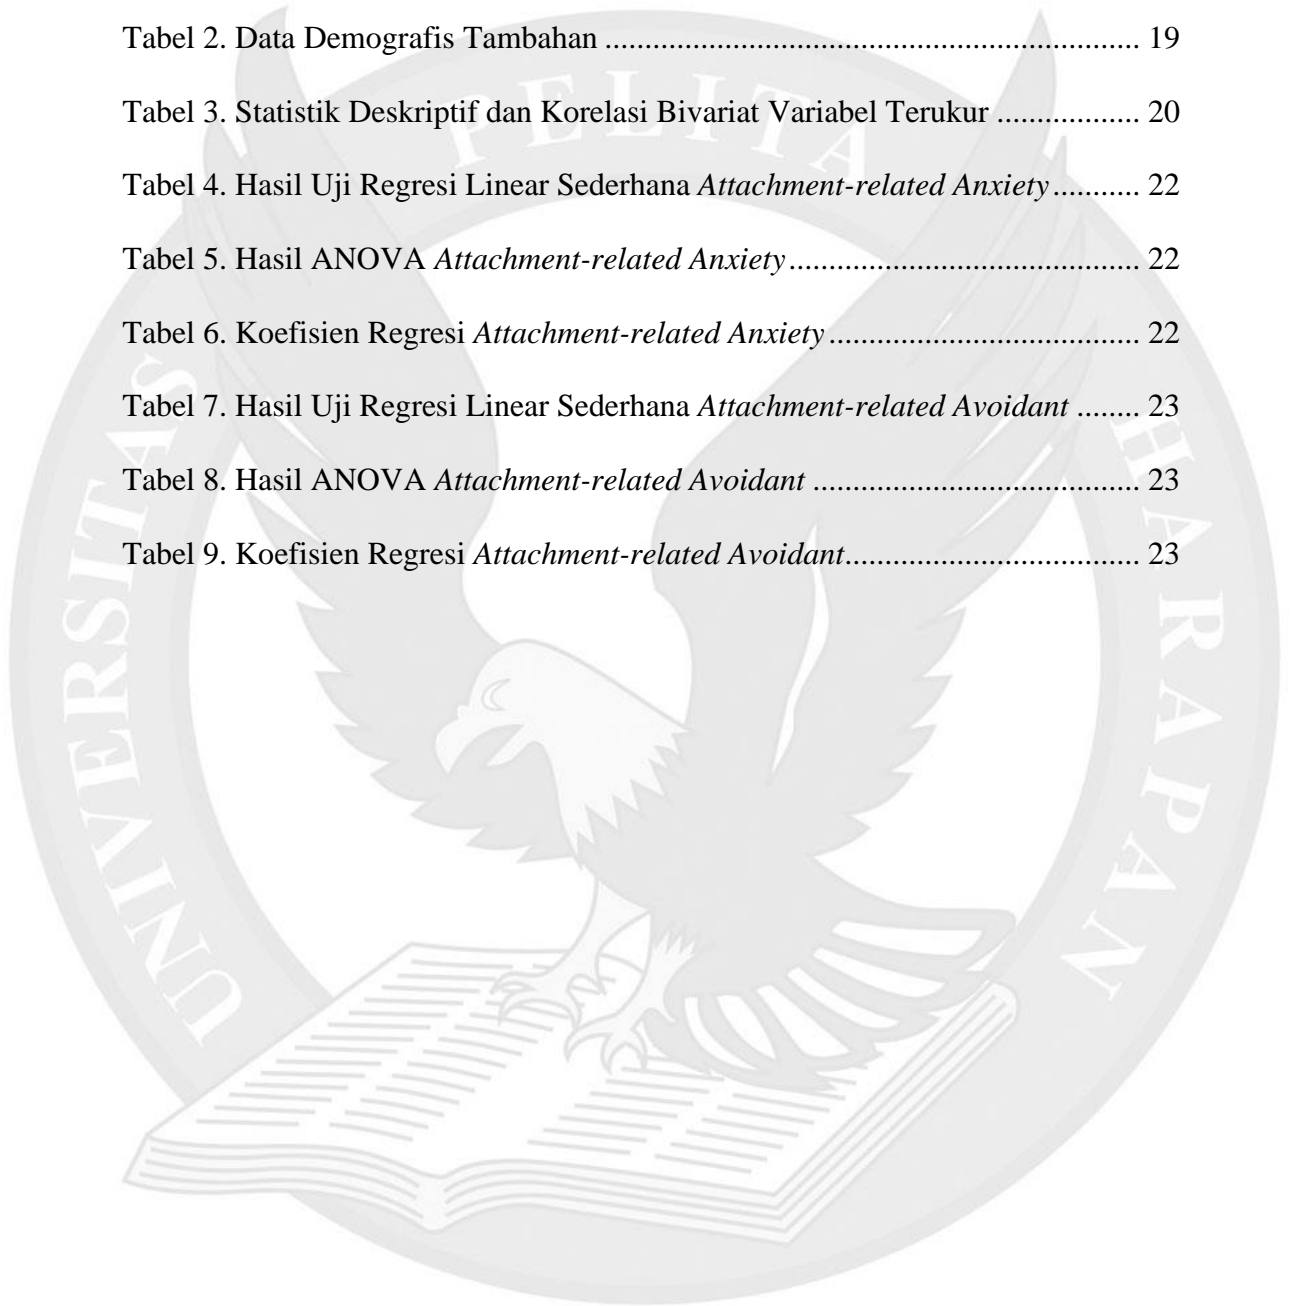 Tabel 2. Data Demografis Tambahan .................................................................. 19
Tabel 3. Statistik Deskriptif dan Korelasi Bivariat Variabel Terukur .................. 20
Tabel 4. Hasil Uji Regresi Linear Sederhana Attachment-related Anxiety ........... 22
Tabel 5. Hasil ANOVA Attachment-related Anxiety ........................................... 22
Tabel 6. Koefisien Regresi Attachment-related Anxiety ...................................... 22
Tabel 7. Hasil Uji Regresi Linear Sederhana Attachment-related Avoidant ........ 23
Tabel 8. Hasil ANOVA Attachment-related Avoidant ........................................ 23
Tabel 9. Koefisien Regresi Attachment-related Avoidant .................................... 23
UNIVERSITAS PELITA HARAPAN